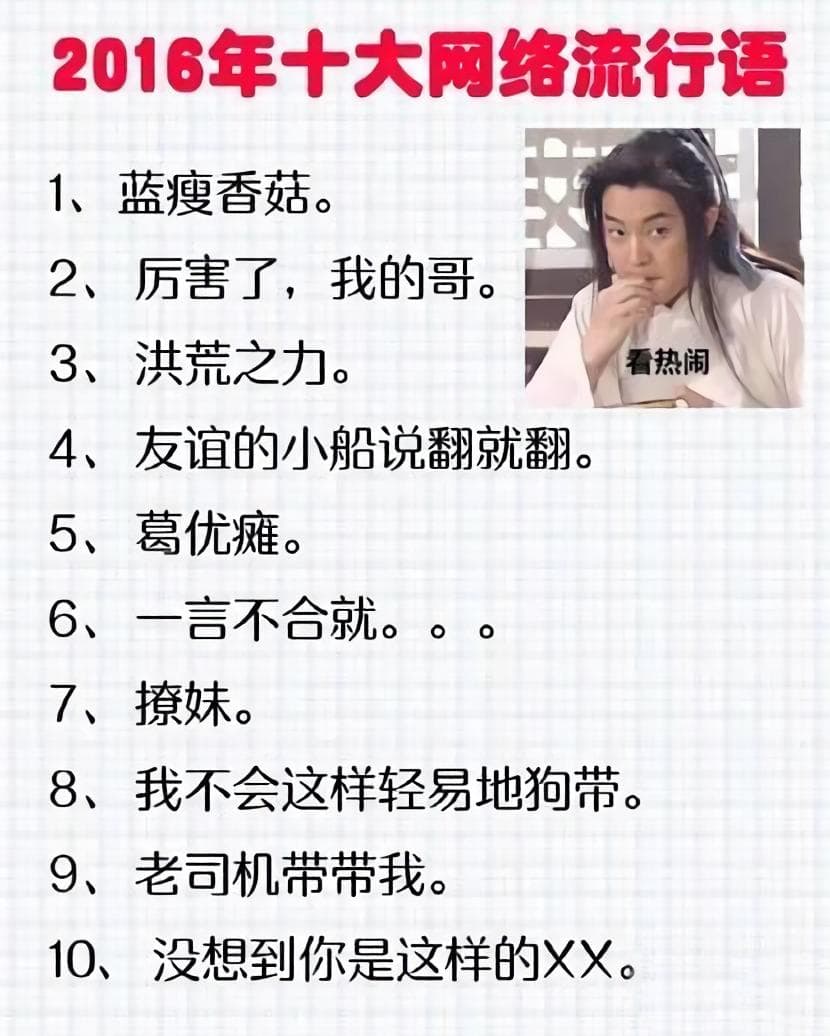 2016年十大网络流行语
1、蓝瘦香菇。
2、厉害了，我的哥。
看热闹
3、洪荒之力。
4、友谊的小船说翻就翻。
5、葛优瘫。
6、一言不合就。。。
7、撩妹。
8、我不会这样轻易地狗带。
9、老司机带带我。
10、没想到你是这样的XX。